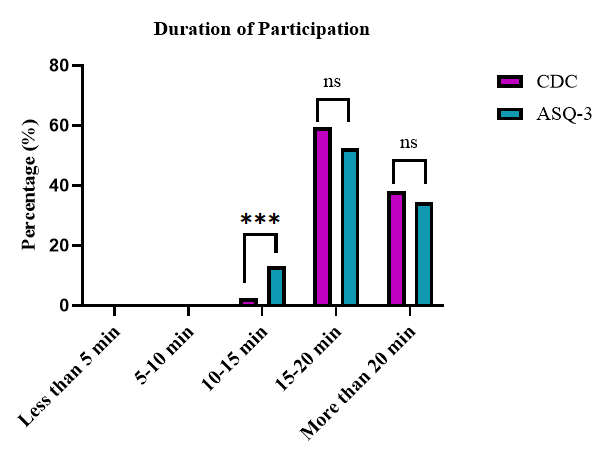 Duration of Participation
Percentage (%)
80
60
40
20
0
***
ns
ns
Less than 5 min
5-10 min
10-15 min
15-20 min
More than 20 min
CDC
ASQ-3